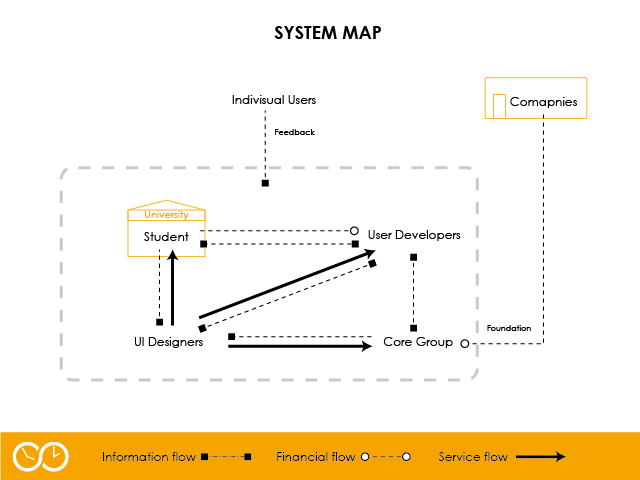 SYSTEM MAP
Indivisual Users
Comapnies
Feedback
University
Student
User Developers
Foundation
UI Designers
Core Group
Information flow
Financial flow
Service flow